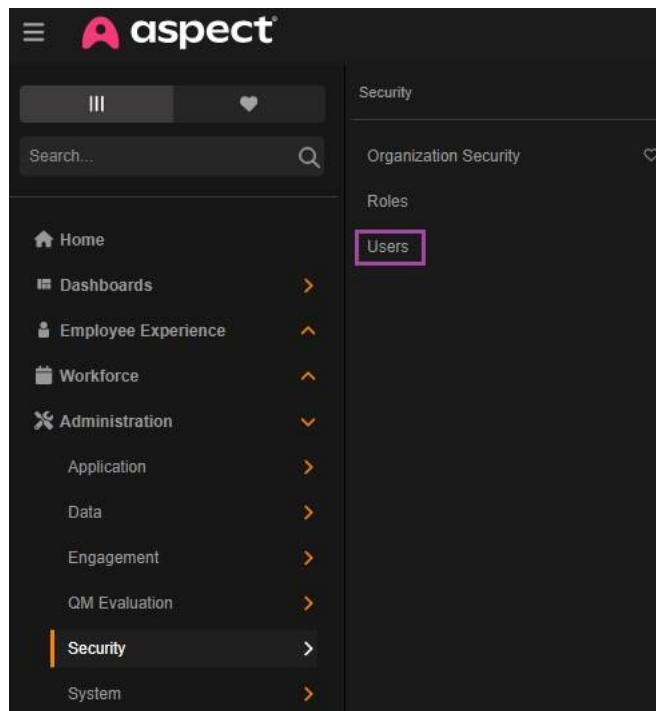 aspect
Search...
Home
Dashboards
Employee Experience
Workforce
Administration
Application
Data
Engagement
QM Evaluation
Security
System
Security
Organization Security
Roles
Users